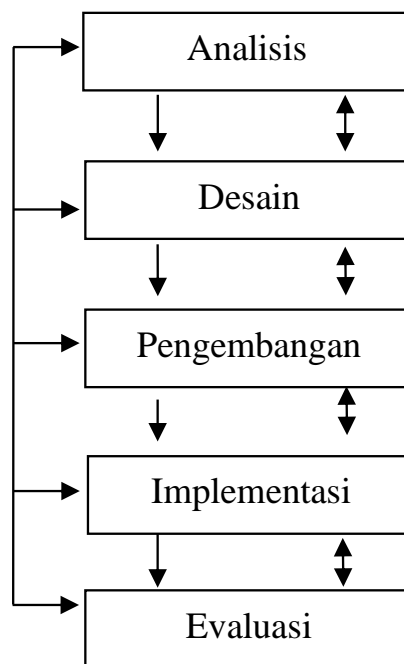 Analisis
Desain
Pengembangan
Implementasi
Evaluasi